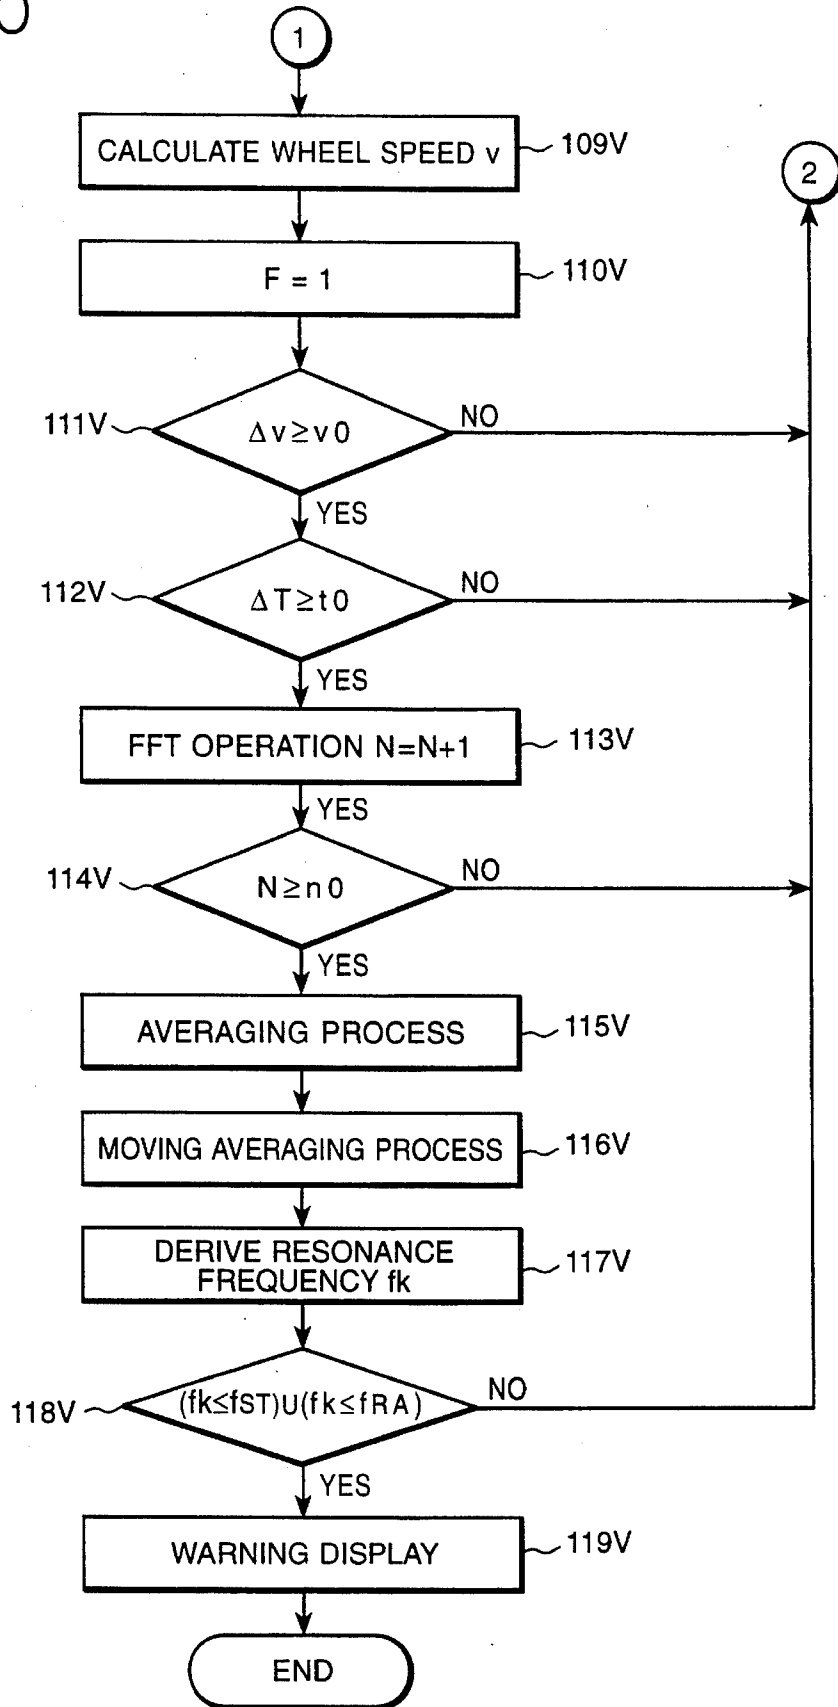 1
CALCULATE WHEEL SPEED v
109V
2
F = 1
110V
111V
Δv≥v0
NO
YES
112V
ΔT≥t0
NO
YES
FFT OPERATION N=N+1
113V
YES
114V
N≥n0
NO
YES
AVERAGING PROCESS
115V
MOVING AVERAGING PROCESS
116V
DERIVE RESONANCE
FREQUENCY fk
117V
118V
(fk≤fST)U(fk≤fRA)
NO
YES
WARNING DISPLAY
119V
END